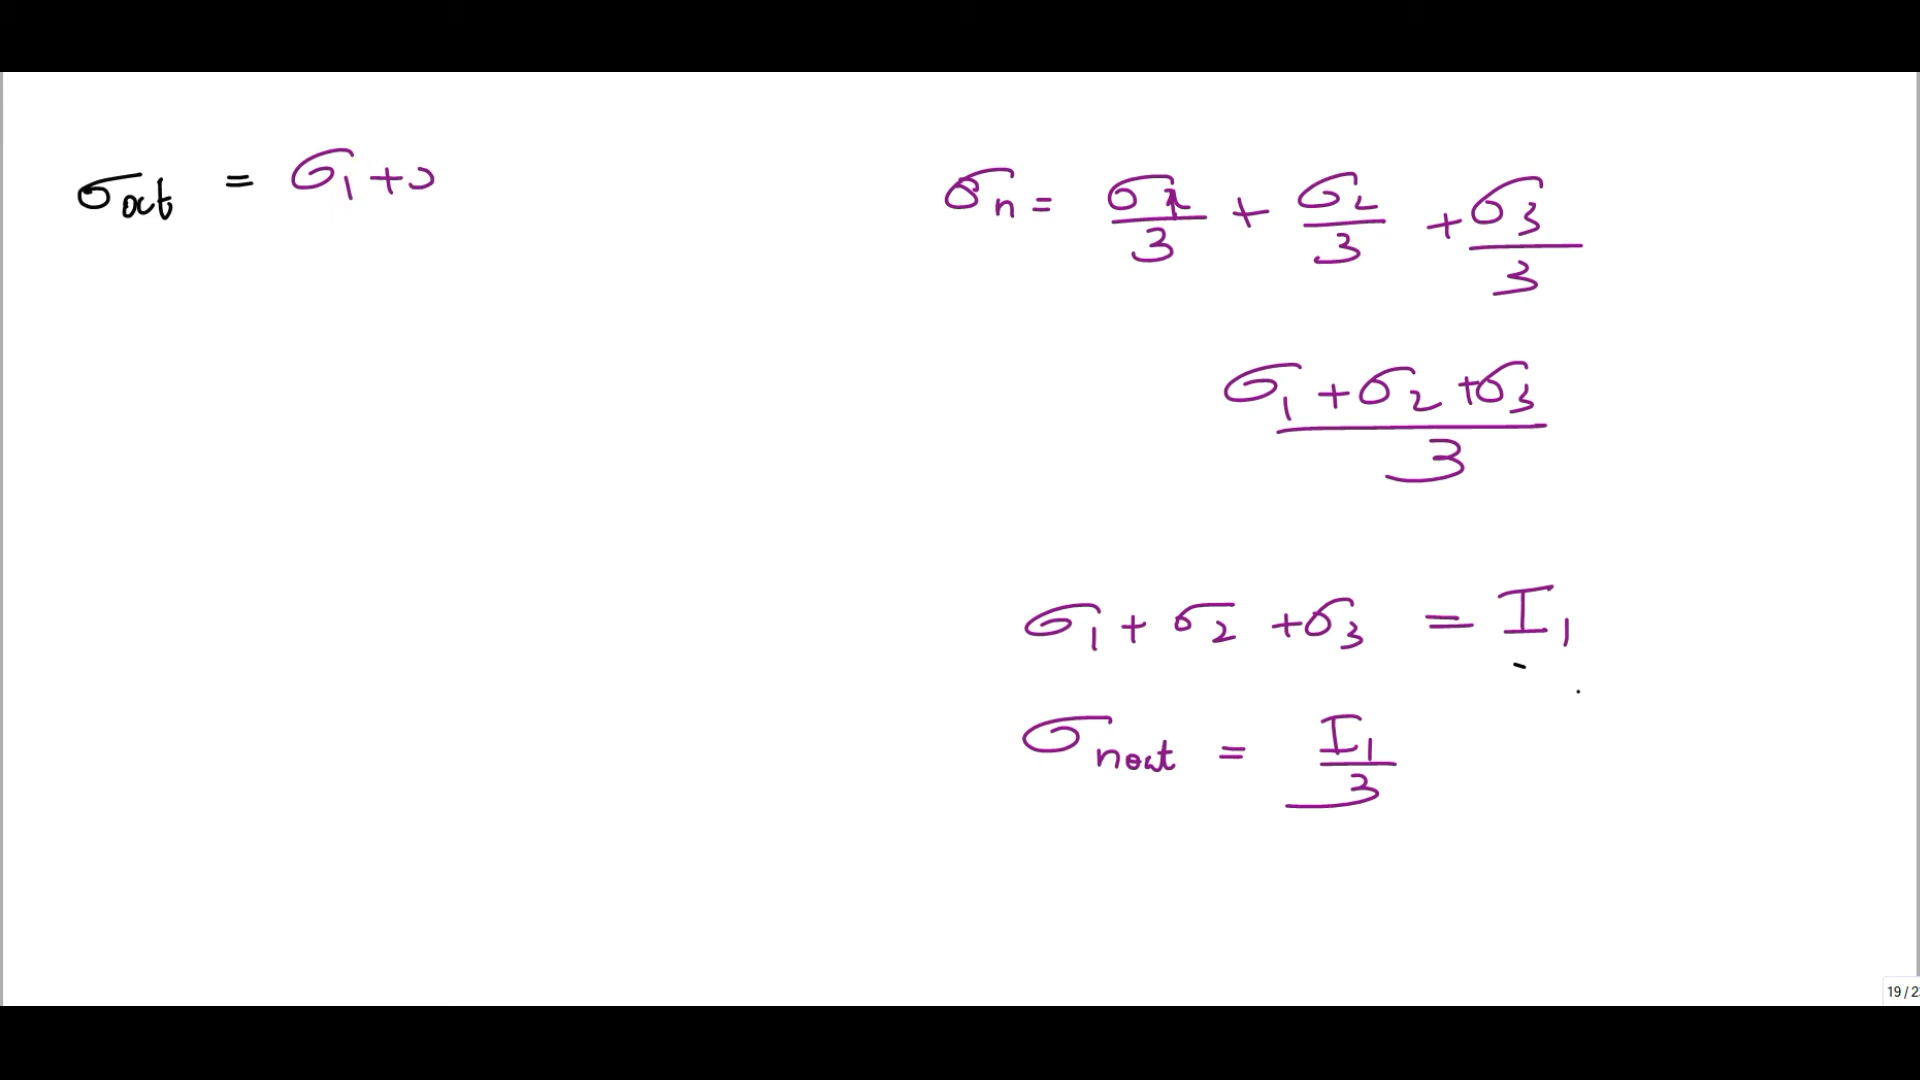 σoct = σ1 + σ
σn = σ1/3 + σ2/3 + σ3/3
σ1 + σ2 + σ3 / 3
σ1 + σ2 + σ3 = I1
σnoct = I1/3
19 / 2